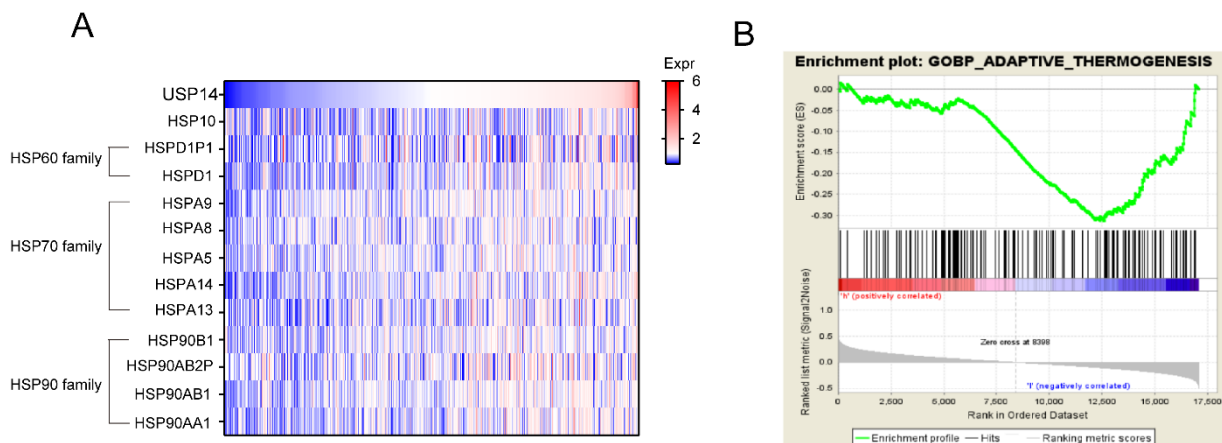 A
Expr
6
4
2
USP14
HSP10
HSPD1P1
HSPD1
HSPA9
HSPA8
HSPA5
HSPA14
HSPA13
HSP90B1
HSP90AB2P
HSP90AB1
HSP90AA1
HSP60 family
HSP70 family
HSP90 family
B
Enrichment plot: GOBP_ADAPTIVE_THERMOGENESIS
Enrichment score (ES)
0.00
-0.05
-0.10
-0.15
-0.20
-0.25
-0.30
'h' (positively correlated)
Ranked list metric (Signal2Noise)
1.0
0.5
0.0
-0.5
Zero cross at 8398
'l' (negatively correlated)
0 2,500 5,000 7,500 10,000 12,500 15,000 17,500
Rank in Ordered Dataset
Enrichment profile Hits Ranking metric scores